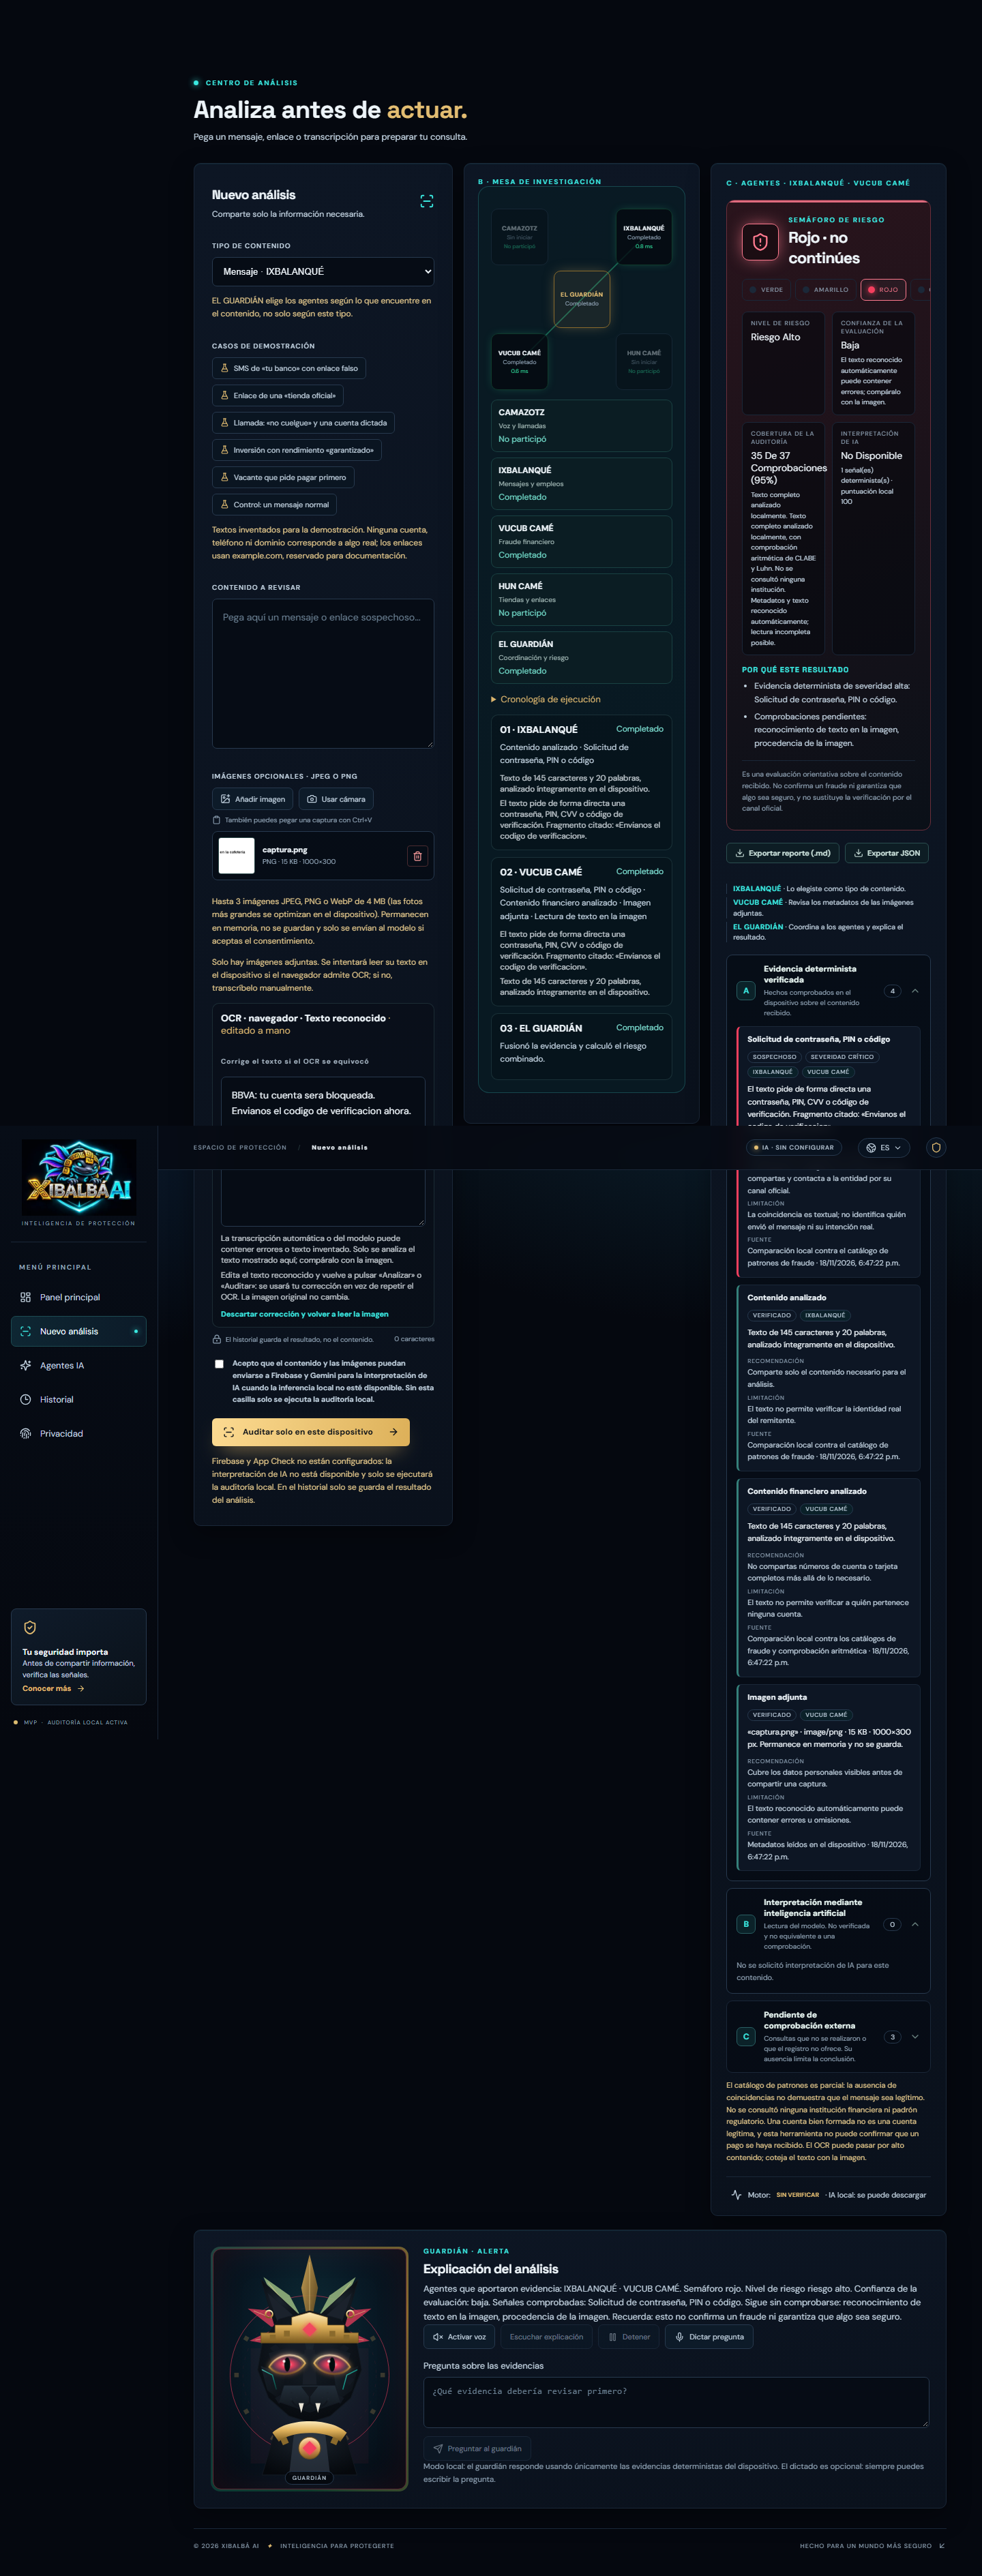 CENTRO DE ANÁLISIS
Analiza antes de actuar.
Pega un mensaje, enlace o transcripción para preparar tu consulta.
Nuevo análisis
Comparte solo la información necesaria.
TIPO DE CONTENIDO
Mensaje · IXBALANQUÉ
EL GUARDIÁN elige los agentes según lo que encuentre en
el contenido, no solo según este tipo.
CASOS DE DEMOSTRACIÓN
SMS de «tu banco» con enlace falso
Enlace de una «tienda oficial»
Llamada: «no cuelgue» y una cuenta dictada
Inversión con rendimiento «garantizado»
Vacante que pide pagar primero
Control: un mensaje normal
Textos inventados para la demostración. Ninguna cuenta,
teléfono ni dominio corresponde a algo real; los enlaces
usan example.com, reservado para documentación.
CONTENIDO A REVISAR
Pega aquí un mensaje o enlace sospechoso...
IMÁGENES OPCIONALES · JPEG O PNG
Añadir imagen
Usar cámara
También puedes pegar una captura con Ctrl+V
captura.png
PNG · 15 KB · 1000×300
Hasta 3 imágenes JPEG, PNG o WebP de 4 MB (las fotos
más grandes se optimizan en el dispositivo). Permanecen
en memoria, no se guardan y solo se envían al modelo si
aceptas el consentimiento.
Solo hay imágenes adjuntas. Se intentará leer su texto en
el dispositivo si el navegador admite OCR; si no,
transcríbelo manualmente.
OCR · navegador · Texto reconocido ·
editado a mano
Corrige el texto si el OCR se equivocó
BBVA: tu cuenta sera bloqueada.
Envianos el codigo de verificacion ahora.
La transcripción automática o del modelo puede
contener errores o texto inventado. Solo se analiza el
texto mostrado aquí; compáralo con la imagen.
Edita el texto reconocido y vuelve a pulsar «Analizar» o
«Auditar»: se usará tu corrección en vez de repetir el
OCR. La imagen original no cambia.
Descartar corrección y volver a leer la imagen
El historial guarda el resultado, no el contenido.
0 caracteres
Acepto que el contenido y las imágenes puedan
enviarse a Firebase y Gemini para la interpretación de
IA cuando la inferencia local no esté disponible. Sin esta
casilla solo se ejecuta la auditoría local.
Auditar solo en este dispositivo
Firebase y App Check no están configurados: la
interpretación de IA no está disponible y solo se ejecutará
la auditoría local. En el historial solo se guarda el resultado
del análisis.
B · MESA DE INVESTIGACIÓN
CAMAZOTZ
Sin iniciar
No participó
IXBALANQUÉ
Completado
0.8 ms
EL GUARDIÁN
Completado
VUCUB CAMÉ
Completado
0.8 ms
HUN CAMÉ
Sin iniciar
No participó
CAMAZOTZ
Voz y llamadas
No participó
IXBALANQUÉ
Mensajes y empleos
Completado
VUCUB CAMÉ
Fraude financiero
Completado
HUN CAMÉ
Tiendas y enlaces
No participó
EL GUARDIÁN
Coordinación y riesgo
Completado
Cronología de ejecución
01 · IXBALANQUÉ
Completado
Contenido analizado · Solicitud de
contraseña, PIN o código
Texto de 145 caracteres y 20 palabras,
analizado íntegramente en el dispositivo.
El texto pide de forma directa una
contraseña, PIN, CVV o código de
verificación. Fragmento citado: «Envianos el
codigo de verificacion».
02 · VUCUB CAMÉ
Completado
Solicitud de contraseña, PIN o código ·
Contenido financiero analizado · Imagen
adjunta · Lectura de texto en la imagen
El texto pide de forma directa una
contraseña, PIN, CVV o código de
verificación. Fragmento citado: «Envianos el
codigo de verificacion».
Texto de 145 caracteres y 20 palabras,
analizado íntegramente en el dispositivo.
03 · EL GUARDIÁN
Completado
Fusionó la evidencia y calculó el riesgo
combinado.
C · AGENTES · IXBALANQUÉ · VUCUB CAMÉ
SEMÁFORO DE RIESGO
Rojo · no
continúes
VERDE
AMARILLO
ROJO
NIVEL DE RIESGO
Riesgo Alto
CONFIANZA DE LA
EVALUACIÓN
Baja
El texto reconocido
automáticamente
puede contener
errores; compáralo
con la imagen.
COBERTURA DE LA
AUDITORÍA
35 De 37
Comprobaciones
(95%)
Texto completo
analizado
localmente. Texto
completo analizado
localmente, con
comprobación
aritmética de CLABE
y Luhn. No se
consultó ninguna
institución.
Metadatos y texto
reconocido
automáticamente;
lectura incompleta
posible.
INTERPRETACIÓN
DE IA
No Disponible
1 señal(es)
determinista(s) ·
puntuación local
100
POR QUÉ ESTE RESULTADO
Evidencia determinista de severidad alta:
Solicitud de contraseña, PIN o código.
Comprobaciones pendientes:
reconocimiento de texto en la imagen,
procedencia de la imagen.
Es una evaluación orientativa sobre el contenido
recibido. No confirma un fraude ni garantiza que
algo sea seguro, y no sustituye la verificación por el
canal oficial.
Exportar reporte (.md)
Exportar JSON
IXBALANQUÉ · Lo elegiste como tipo de contenido.
VUCUB CAMÉ · Revisa los metadatos de las imágenes
adjuntas.
EL GUARDIÁN · Coordina a los agentes y explica el
resultado.
A
Evidencia determinista
verificada
Hechos comprobados en el
dispositivo sobre el contenido
recibido.
4
Solicitud de contraseña, PIN o código
SOSPECHOSO
SEVERIDAD CRÍTICO
IXBALANQUÉ
VUCUB CAMÉ
El texto pide de forma directa una
contraseña, PIN, CVV o código de
verificación. Fragmento citado: «Envianos el
compartas y contacta a la entidad por su
canal oficial.
LIMITACIÓN
La coincidencia es textual; no identifica quién
envió el mensaje ni su intención real.
FUENTE
Comparación local contra el catálogo de
patrones de fraude · 18/11/2026, 6:47:22 p.m.
Contenido analizado
VERIFICADO
IXBALANQUÉ
Texto de 145 caracteres y 20 palabras,
analizado íntegramente en el dispositivo.
RECOMENDACIÓN
Comparte solo el contenido necesario para el
análisis.
LIMITACIÓN
El texto no permite verificar la identidad real
del remitente.
FUENTE
Comparación local contra el catálogo de
patrones de fraude · 18/11/2026, 6:47:22 p.m.
Contenido financiero analizado
VERIFICADO
VUCUB CAMÉ
Texto de 145 caracteres y 20 palabras,
analizado íntegramente en el dispositivo.
RECOMENDACIÓN
No compartas números de cuenta o tarjeta
completos más allá de lo necesario.
LIMITACIÓN
El texto no permite verificar a quién pertenece
ninguna cuenta.
FUENTE
Comparación local contra los catálogos de
fraude y comprobación aritmética · 18/11/2026,
6:47:22 p.m.
Imagen adjunta
VERIFICADO
VUCUB CAMÉ
«captura.png» · image/png · 15 KB · 1000×300
px. Permanece en memoria y no se guarda.
RECOMENDACIÓN
Cubre los datos personales visibles antes de
compartir una captura.
LIMITACIÓN
El texto reconocido automáticamente puede
contener errores u omisiones.
FUENTE
Metadatos leídos en el dispositivo · 18/11/2026,
6:47:22 p.m.
B
Interpretación mediante
inteligencia artificial
Lectura del modelo. No verificada
y no equivalente a una
comprobación.
0
No se solicitó interpretación de IA para este
contenido.
C
Pendiente de
comprobación externa
Consultas que no se realizaron o
que el registro no ofrece. Su
ausencia limita la conclusión.
3
El catálogo de patrones es parcial: la ausencia de
coincidencias no demuestra que el mensaje sea legítimo.
No se consultó ninguna institución financiera ni padrón
regulatorio. Una cuenta bien formada no es una cuenta
legítima, y esta herramienta no puede confirmar que un
pago se haya recibido. El OCR puede pasar por alto
contenido; coteja el texto con la imagen.
Motor: SIN VERIFICAR · IA local: se puede descargar
XIBALBÁ AI
INTELIGENCIA DE PROTECCIÓN
ESPACIO DE PROTECCIÓN / Nuevo análisis
IA · SIN CONFIGURAR
ES
MENÚ PRINCIPAL
Panel principal
Nuevo análisis
Agentes IA
Historial
Privacidad
Tu seguridad importa
Antes de compartir información,
verifica las señales.
Conocer más
MVP · AUDITORÍA LOCAL ACTIVA
GUARDIÁN
GUARDIÁN · ALERTA
Explicación del análisis
Agentes que aportaron evidencia: IXBALANQUÉ · VUCUB CAMÉ. Semáforo rojo. Nivel de riesgo riesgo alto. Confianza de la
evaluación: baja. Señales comprobadas: Solicitud de contraseña, PIN o código. Sigue sin comprobarse: reconocimiento de
texto en la imagen, procedencia de la imagen. Recuerda: esto no confirma un fraude ni garantiza que algo sea seguro.
Activar voz
Escuchar explicación
Detener
Dictar pregunta
Pregunta sobre las evidencias
¿Qué evidencia debería revisar primero?
Preguntar al guardián
Modo local: el guardián responde usando únicamente las evidencias deterministas del dispositivo. El dictado es opcional: siempre puedes
escribir la pregunta.
© 2026 XIBALBÁ AI
INTELIGENCIA PARA PROTEGERTE
HECHO PARA UN MUNDO MÁS SEGURO